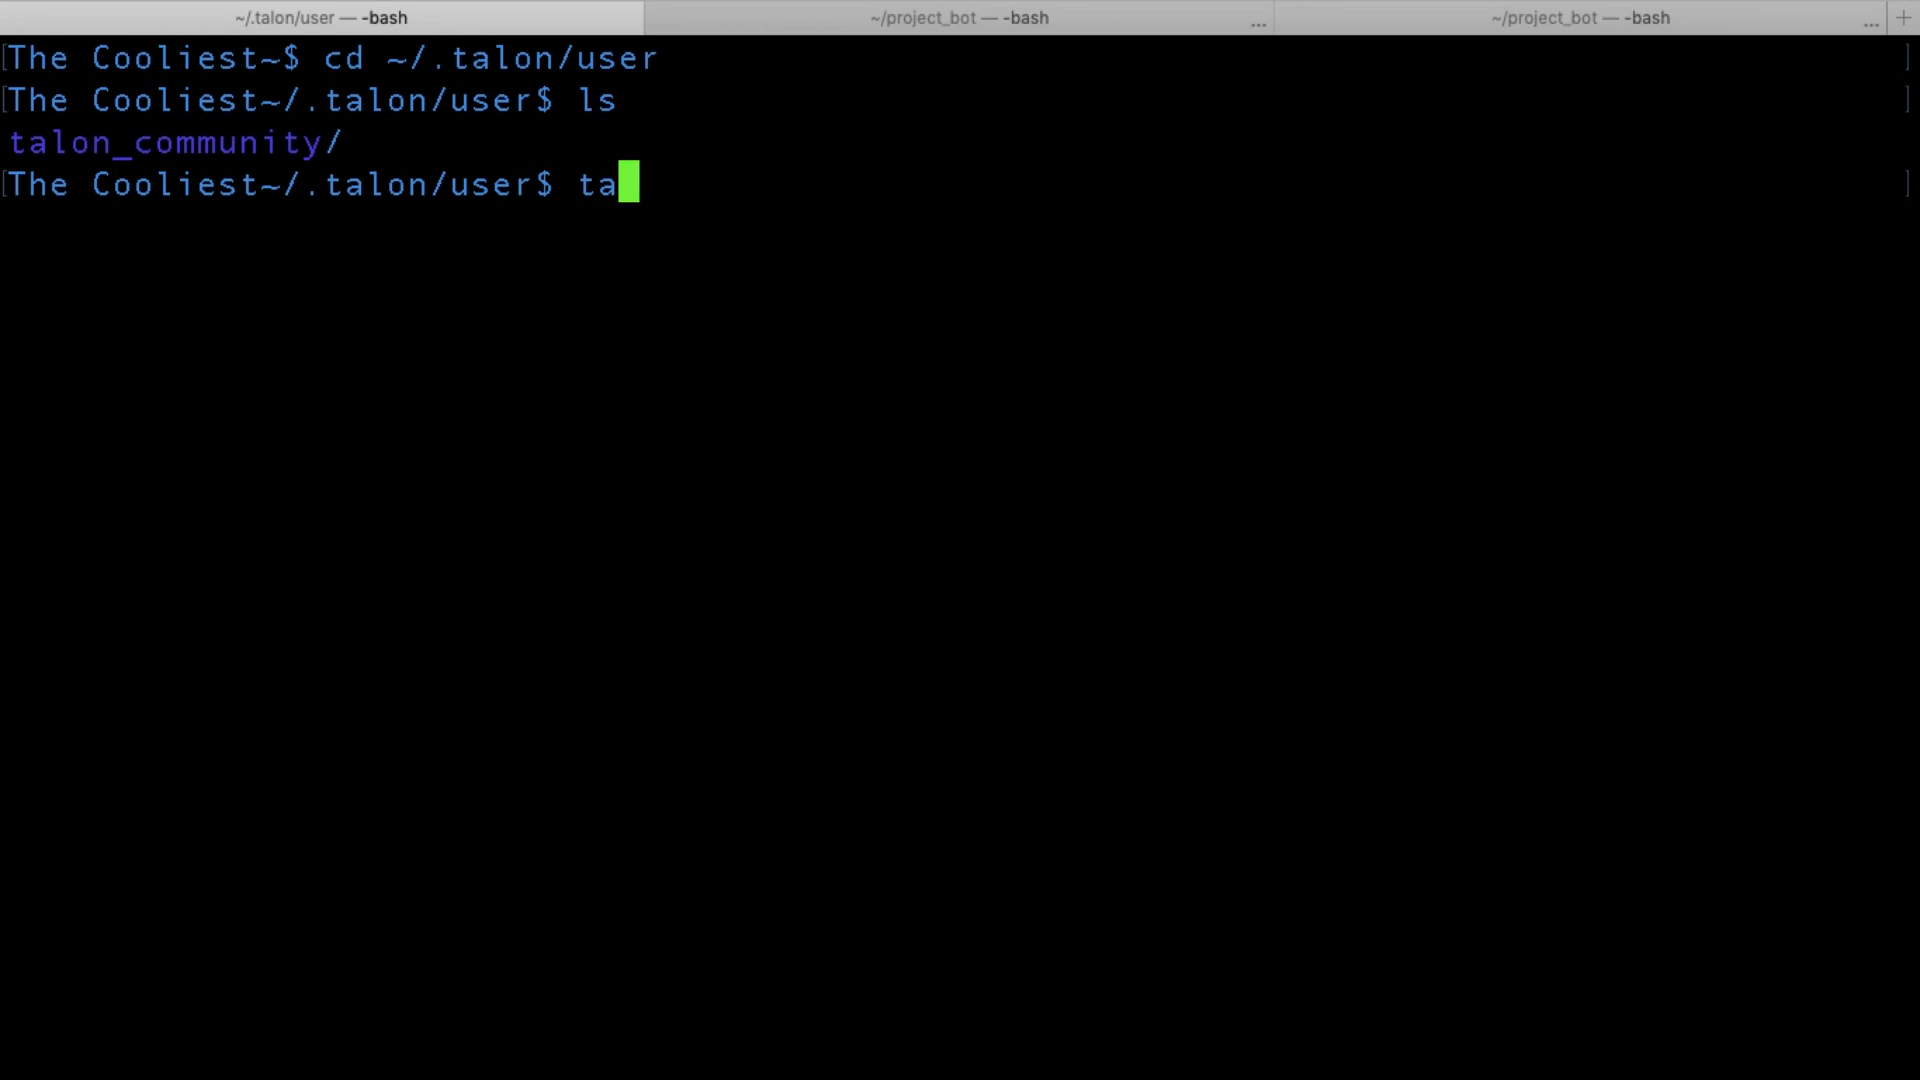 ~/.talon/user — -bash
~/project_bot — -bash ...
~/project_bot — -bash ... +
[The Cooliest~$ cd ~/.talon/user ]
[The Cooliest~/.talon/user$ ls ]
talon_community/
[The Cooliest~/.talon/user$ ta ]